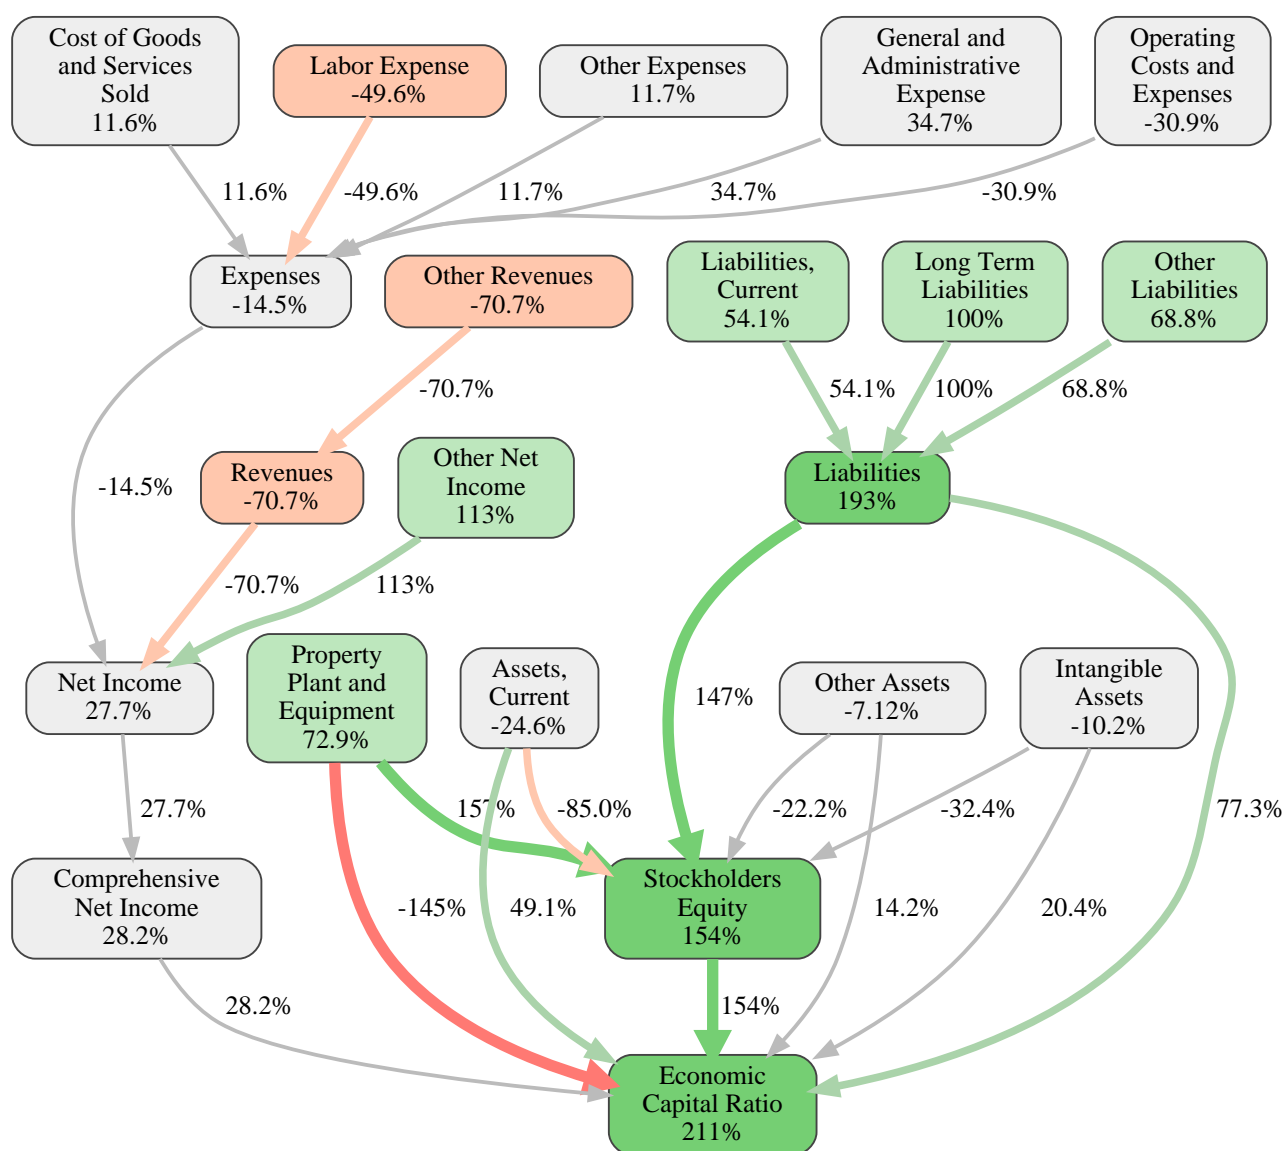 Cost of Goods
and Services
Sold
11.6%
Labor Expense
-49.6%
Other Expenses
11.7%
General and
Administrative
Expense
34.7%
Operating
Costs and
Expenses
-30.9%
11.6%
-49.6%
11.7%
34.7%
-30.9%
Expenses
-14.5%
Other Revenues
-70.7%
Liabilities,
Current
54.1%
Long Term
Liabilities
100%
Other
Liabilities
68.8%
-70.7%
54.1%
100%
68.8%
-14.5%
Revenues
-70.7%
Other Net
Income
113%
Liabilities
193%
-70.7%
113%
Net Income
27.7%
Property
Plant and
Equipment
72.9%
Assets,
Current
-24.6%
147%
Other Assets
-7.12%
Intangible
Assets
-10.2%
27.7%
157%
-85.0%
-22.2%
-32.4%
77.3%
Comprehensive
Net Income
28.2%
-145%
49.1%
Stockholders
Equity
154%
14.2%
20.4%
28.2%
154%
Economic
Capital Ratio
211%